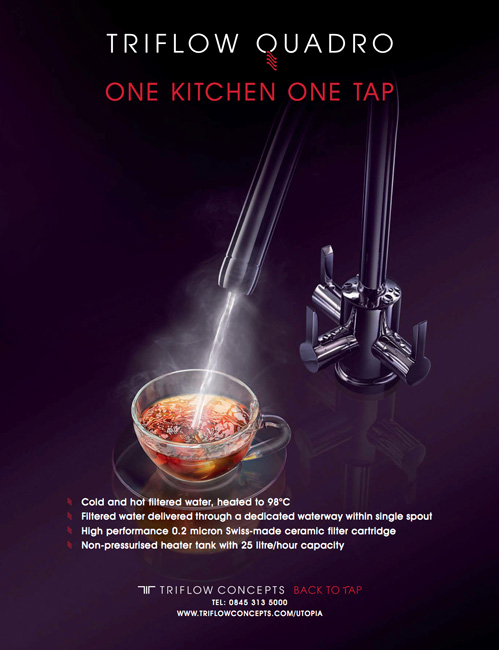 TRIFLOW QUADRO
ONE KITCHEN ONE TAP
Cold and hot filtered water, heated to 98°C
Filtered water delivered through a dedicated waterway within single spout
High performance 0.2 micron Swiss-made ceramic filter cartridge
Non-pressurised heater tank with 25 litre/hour capacity
TRIFLOW CONCEPTS BACK TO TAP
TEL: 0845 313 5000
WWW.TRIFLOWCONCEPTS.COM/UTOPIA